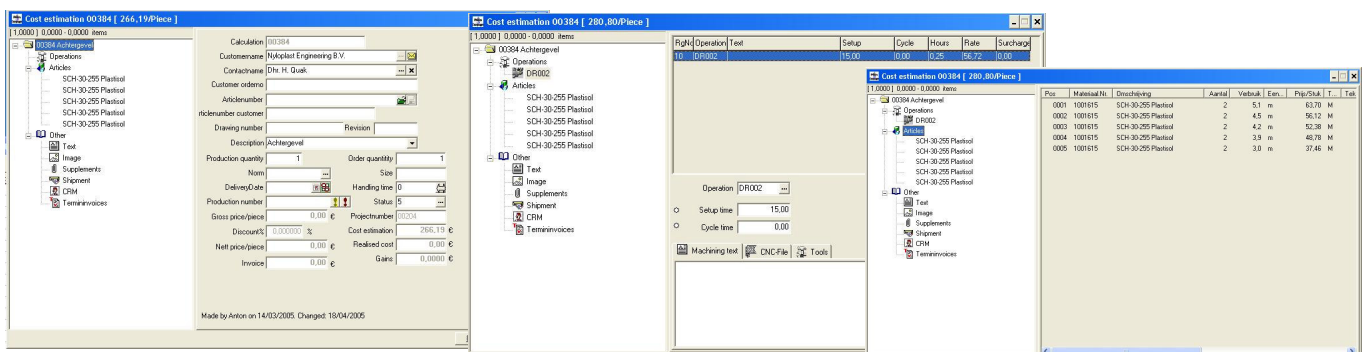 Cost estimation 00384 [ 266,19/Piece ]
[ 1,0000 ] 0,0000 - 0,0000 items
00384 Achtergevel
Operations
Articles
SCH-30-255 Plastisol
SCH-30-255 Plastisol
SCH-30-255 Plastisol
SCH-30-255 Plastisol
SCH-30-255 Plastisol
Other
Text
Image
Supplements
Shipment
CRM
Termininvoices
Calculation 00384
Customername Nyloplast Engineering B.V. ...
Contactname Dhr. H. Quak ... x
Customer orderno
Articlenumber
rticlenumber customer
Drawing number Revision
Description Achtergevel
Production quantity 1 Order quantitity 1
Norm ... Size
DeliveryDate Handling time 0
Production number Status 5 ...
Gross price/piece 0,00 € Projectnumber 00204
Discount% 0,000000 % Cost estimation 266,19 €
Nett price/piece 0,00 € Realised cost 0,00 €
Invoice 0,00 € Gains 0,0000 €
Made by Anton on 14/03/2005. Changed: 18/04/2005
Cost estimation 00384 [ 280,80/Piece ]
[ 1,0000 ] 0,0000 - 0,0000 items
00384 Achtergevel
Operations
DR002
Articles
SCH-30-255 Plastisol
SCH-30-255 Plastisol
SCH-30-255 Plastisol
SCH-30-255 Plastisol
SCH-30-255 Plastisol
Other
Text
Image
Supplements
Shipment
CRM
Termininvoices
RgNo Operation Text Setup Cycle Hours Rate Surcharge
10 DR002 15,00 0,00 0,25 56,72 0,00
Operation DR002 ...
Setup time 15,00
Cycle time 0,00
Machining text CNC-File Tools
Cost estimation 00384 [ 280,80/Piece ]
[ 1,0000 ] 0,0000 - 0,0000 items
00384 Achtergevel
Operations
DR002
Articles
SCH-30-255 Plastisol
SCH-30-255 Plastisol
SCH-30-255 Plastisol
SCH-30-255 Plastisol
Other
Text
Image
Supplements
Shipment
CRM
Termininvoices
Pos Materiaal.Nr. Omschrijving Aantal Verbruik Een... Prijs/Stuk T... Tek
0001 1001615 SCH-30-255 Plastisol 2 5,1 m 63,70 M
0002 1001615 SCH-30-255 Plastisol 2 4,5 m 56,12 M
0003 1001615 SCH-30-255 Plastisol 2 4,2 m 52,38 M
0004 1001615 SCH-30-255 Plastisol 2 3,9 m 48,78 M
0005 1001615 SCH-30-255 Plastisol 2 3,0 m 37,46 M